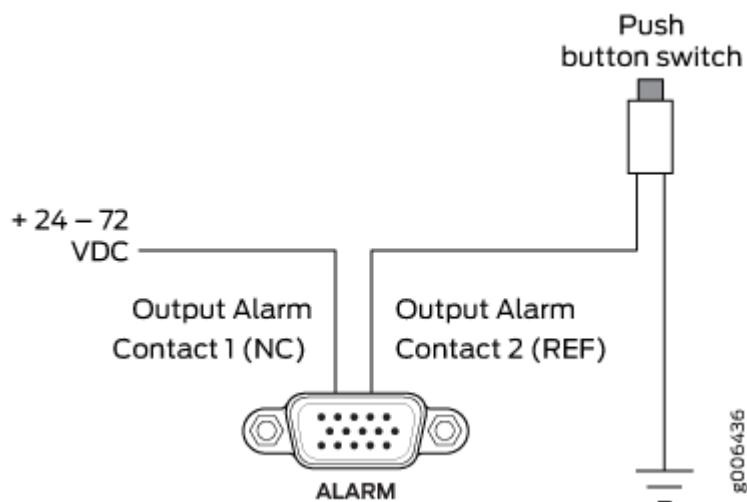 Push
button switch
+ 24 – 72
VDC
Output Alarm
Contact 1 (NC)
Output Alarm
Contact 2 (REF)
ALARM
g006436